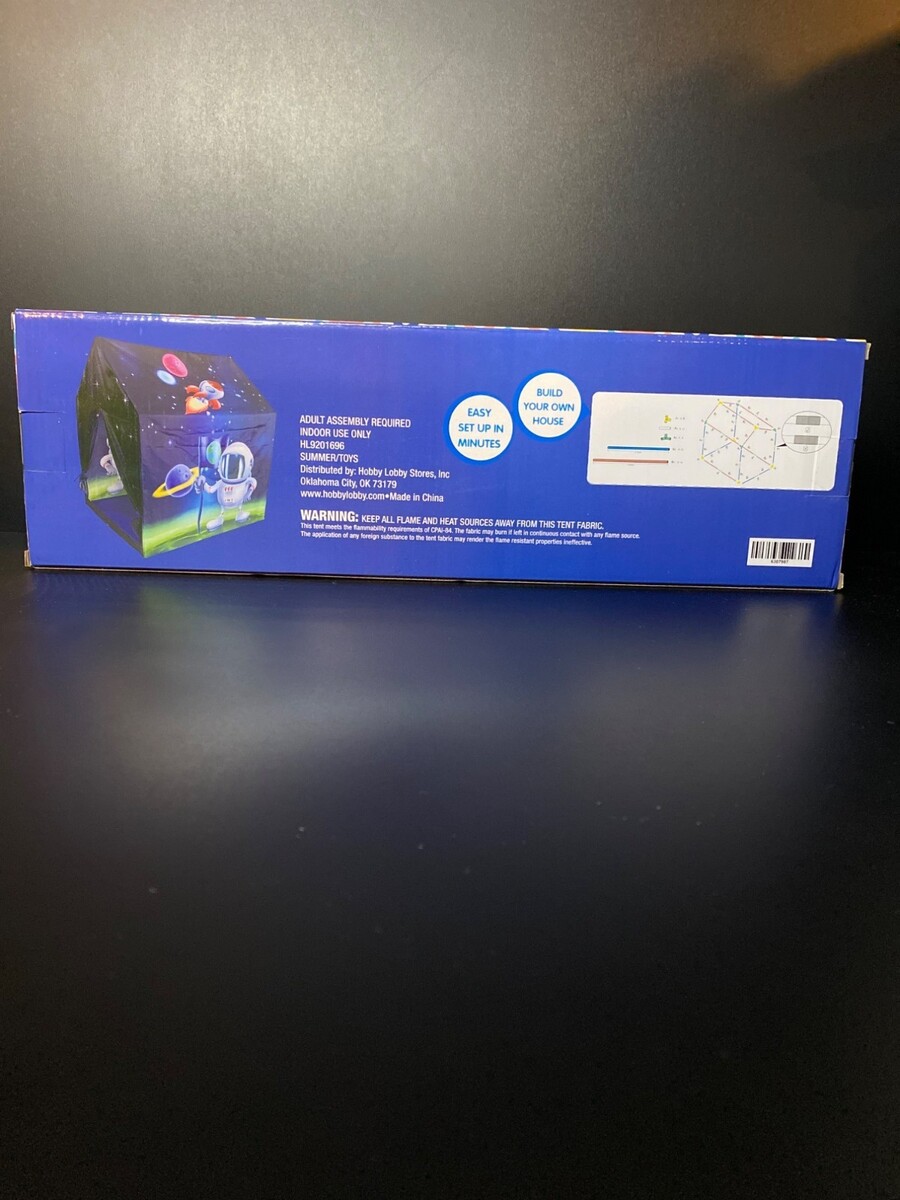 ADULT ASSEMBLY REQUIRED
INDOOR USE ONLY
HL9201696
SUMMER/TOYS
Distributed by: Hobby Lobby Stores, Inc
Oklahoma City, OK 73179
www.hobbylobby.com•Made in China
WARNING: KEEP ALL FLAME AND HEAT SOURCES AWAY FROM THIS TENT FABRIC.
This tent meets the flammability requirements of CPAI-84. The fabric may burn if left in continuous contact with any flame source.
The application of any foreign substance to the tent fabric may render the flame resistant properties ineffective.
EASY
SET UP IN
MINUTES
BUILD
YOUR OWN
HOUSE